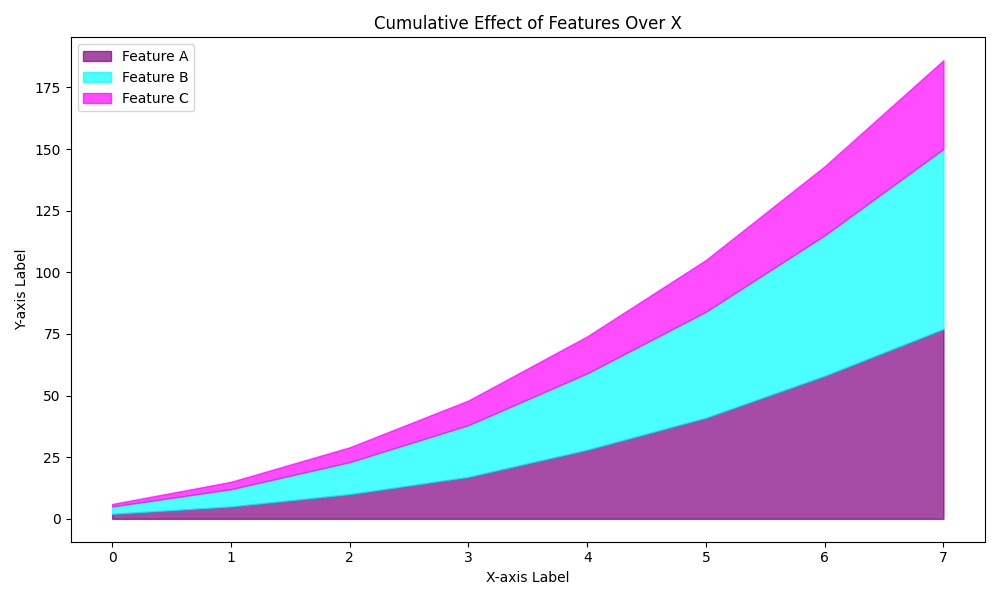 Cumulative Effect of Features Over X
Feature A
Feature B
Feature C
175
150
125
100
75
50
25
0
Y-axis Label
0 1 2 3 4 5 6 7
X-axis Label